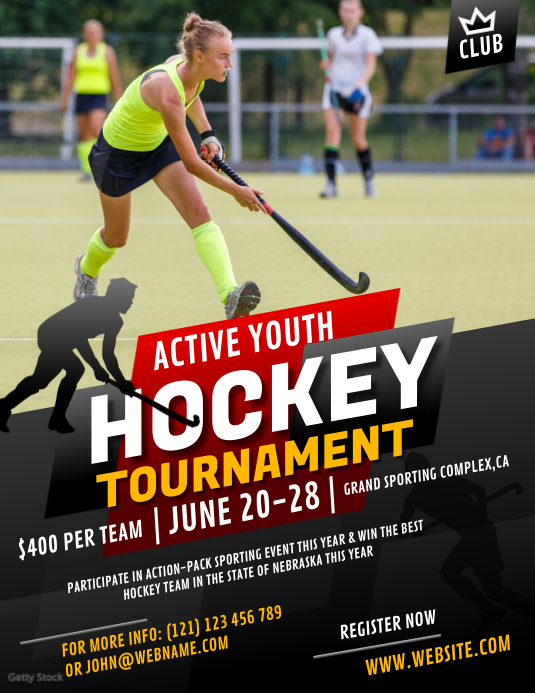 CLUB
ACTIVE YOUTH
HOCKEY
TOURNAMENT
$400 PER TEAM | JUNE 20-28 | GRAND SPORTING COMPLEX,CA
PARTICIPATE IN ACTION-PACK SPORTING EVENT THIS YEAR & WIN THE BEST
HOCKEY TEAM IN THE STATE OF NEBRASKA THIS YEAR
FOR MORE INFO: (121) 123 456 789
OR JOHN@WEBNAME.COM
REGISTER NOW
WWW.WEBSITE.COM
Getty Stock